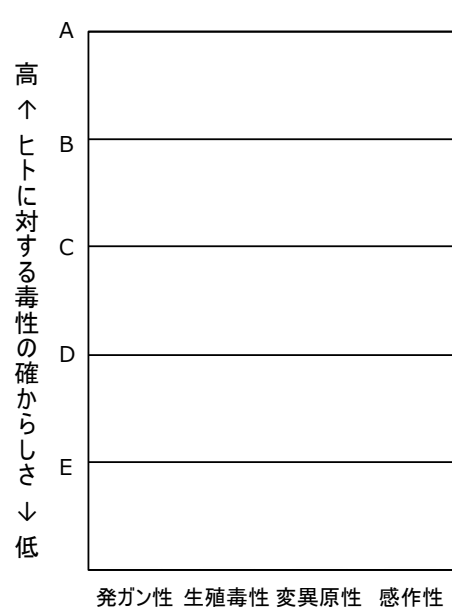 A
B
C
D
E
高 ↑ ヒトに対する毒性の確からしさ ↓ 低
発ガン性 生殖毒性 変異原性 感作性